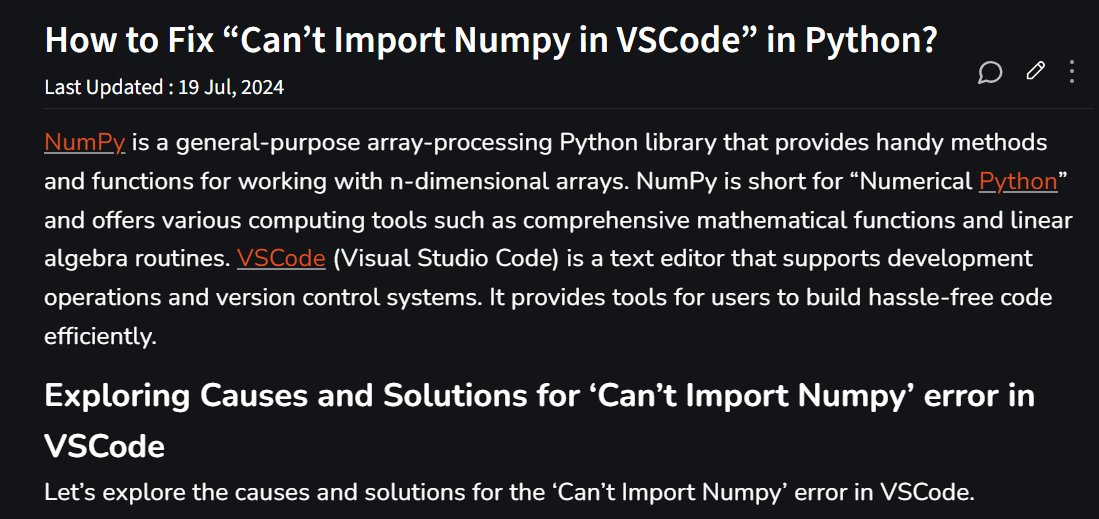 How to Fix “Can’t Import Numpy in VSCode” in Python?
Last Updated : 19 Jul, 2024
NumPy is a general-purpose array-processing Python library that provides handy methods
and functions for working with n-dimensional arrays. NumPy is short for “Numerical Python”
and offers various computing tools such as comprehensive mathematical functions and linear
algebra routines. VSCode (Visual Studio Code) is a text editor that supports development
operations and version control systems. It provides tools for users to build hassle-free code
efficiently.
Exploring Causes and Solutions for ‘Can’t Import Numpy’ error in
VSCode
Let’s explore the causes and solutions for the ‘Can’t Import Numpy’ error in VSCode.